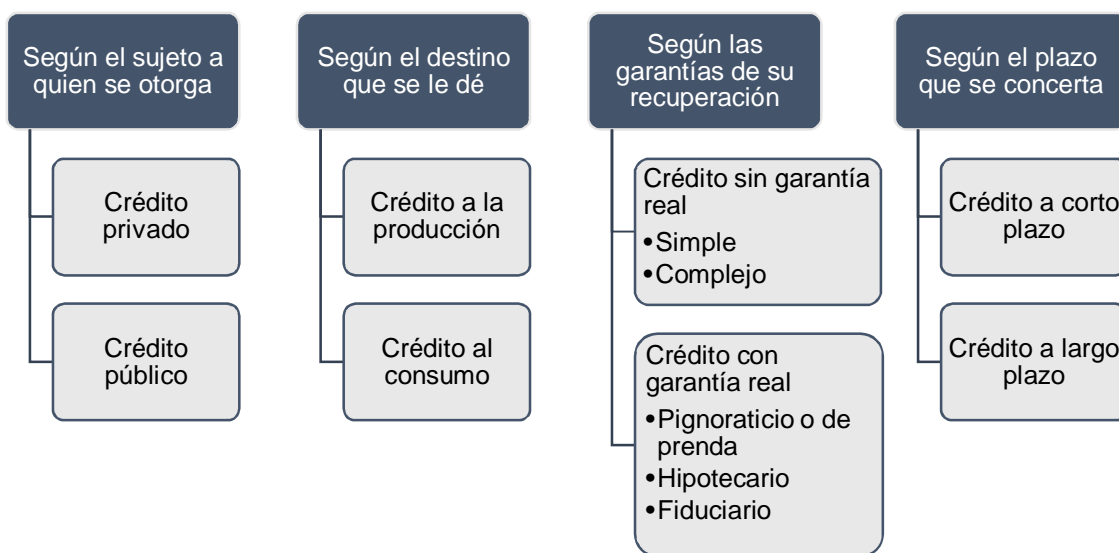 Según el sujeto a
quien se otorga
Crédito
privado
Crédito
público
Según el destino
que se le dé
Crédito a la
producción
Crédito al
consumo
Según las
garantías de su
recuperación
Crédito sin garantía
real
•Simple
•Complejo
Crédito con
garantía real
•Pignoraticio o de
prenda
•Hipotecario
•Fiduciario
Según el plazo
que se concerta
Crédito a corto
plazo
Crédito a largo
plazo